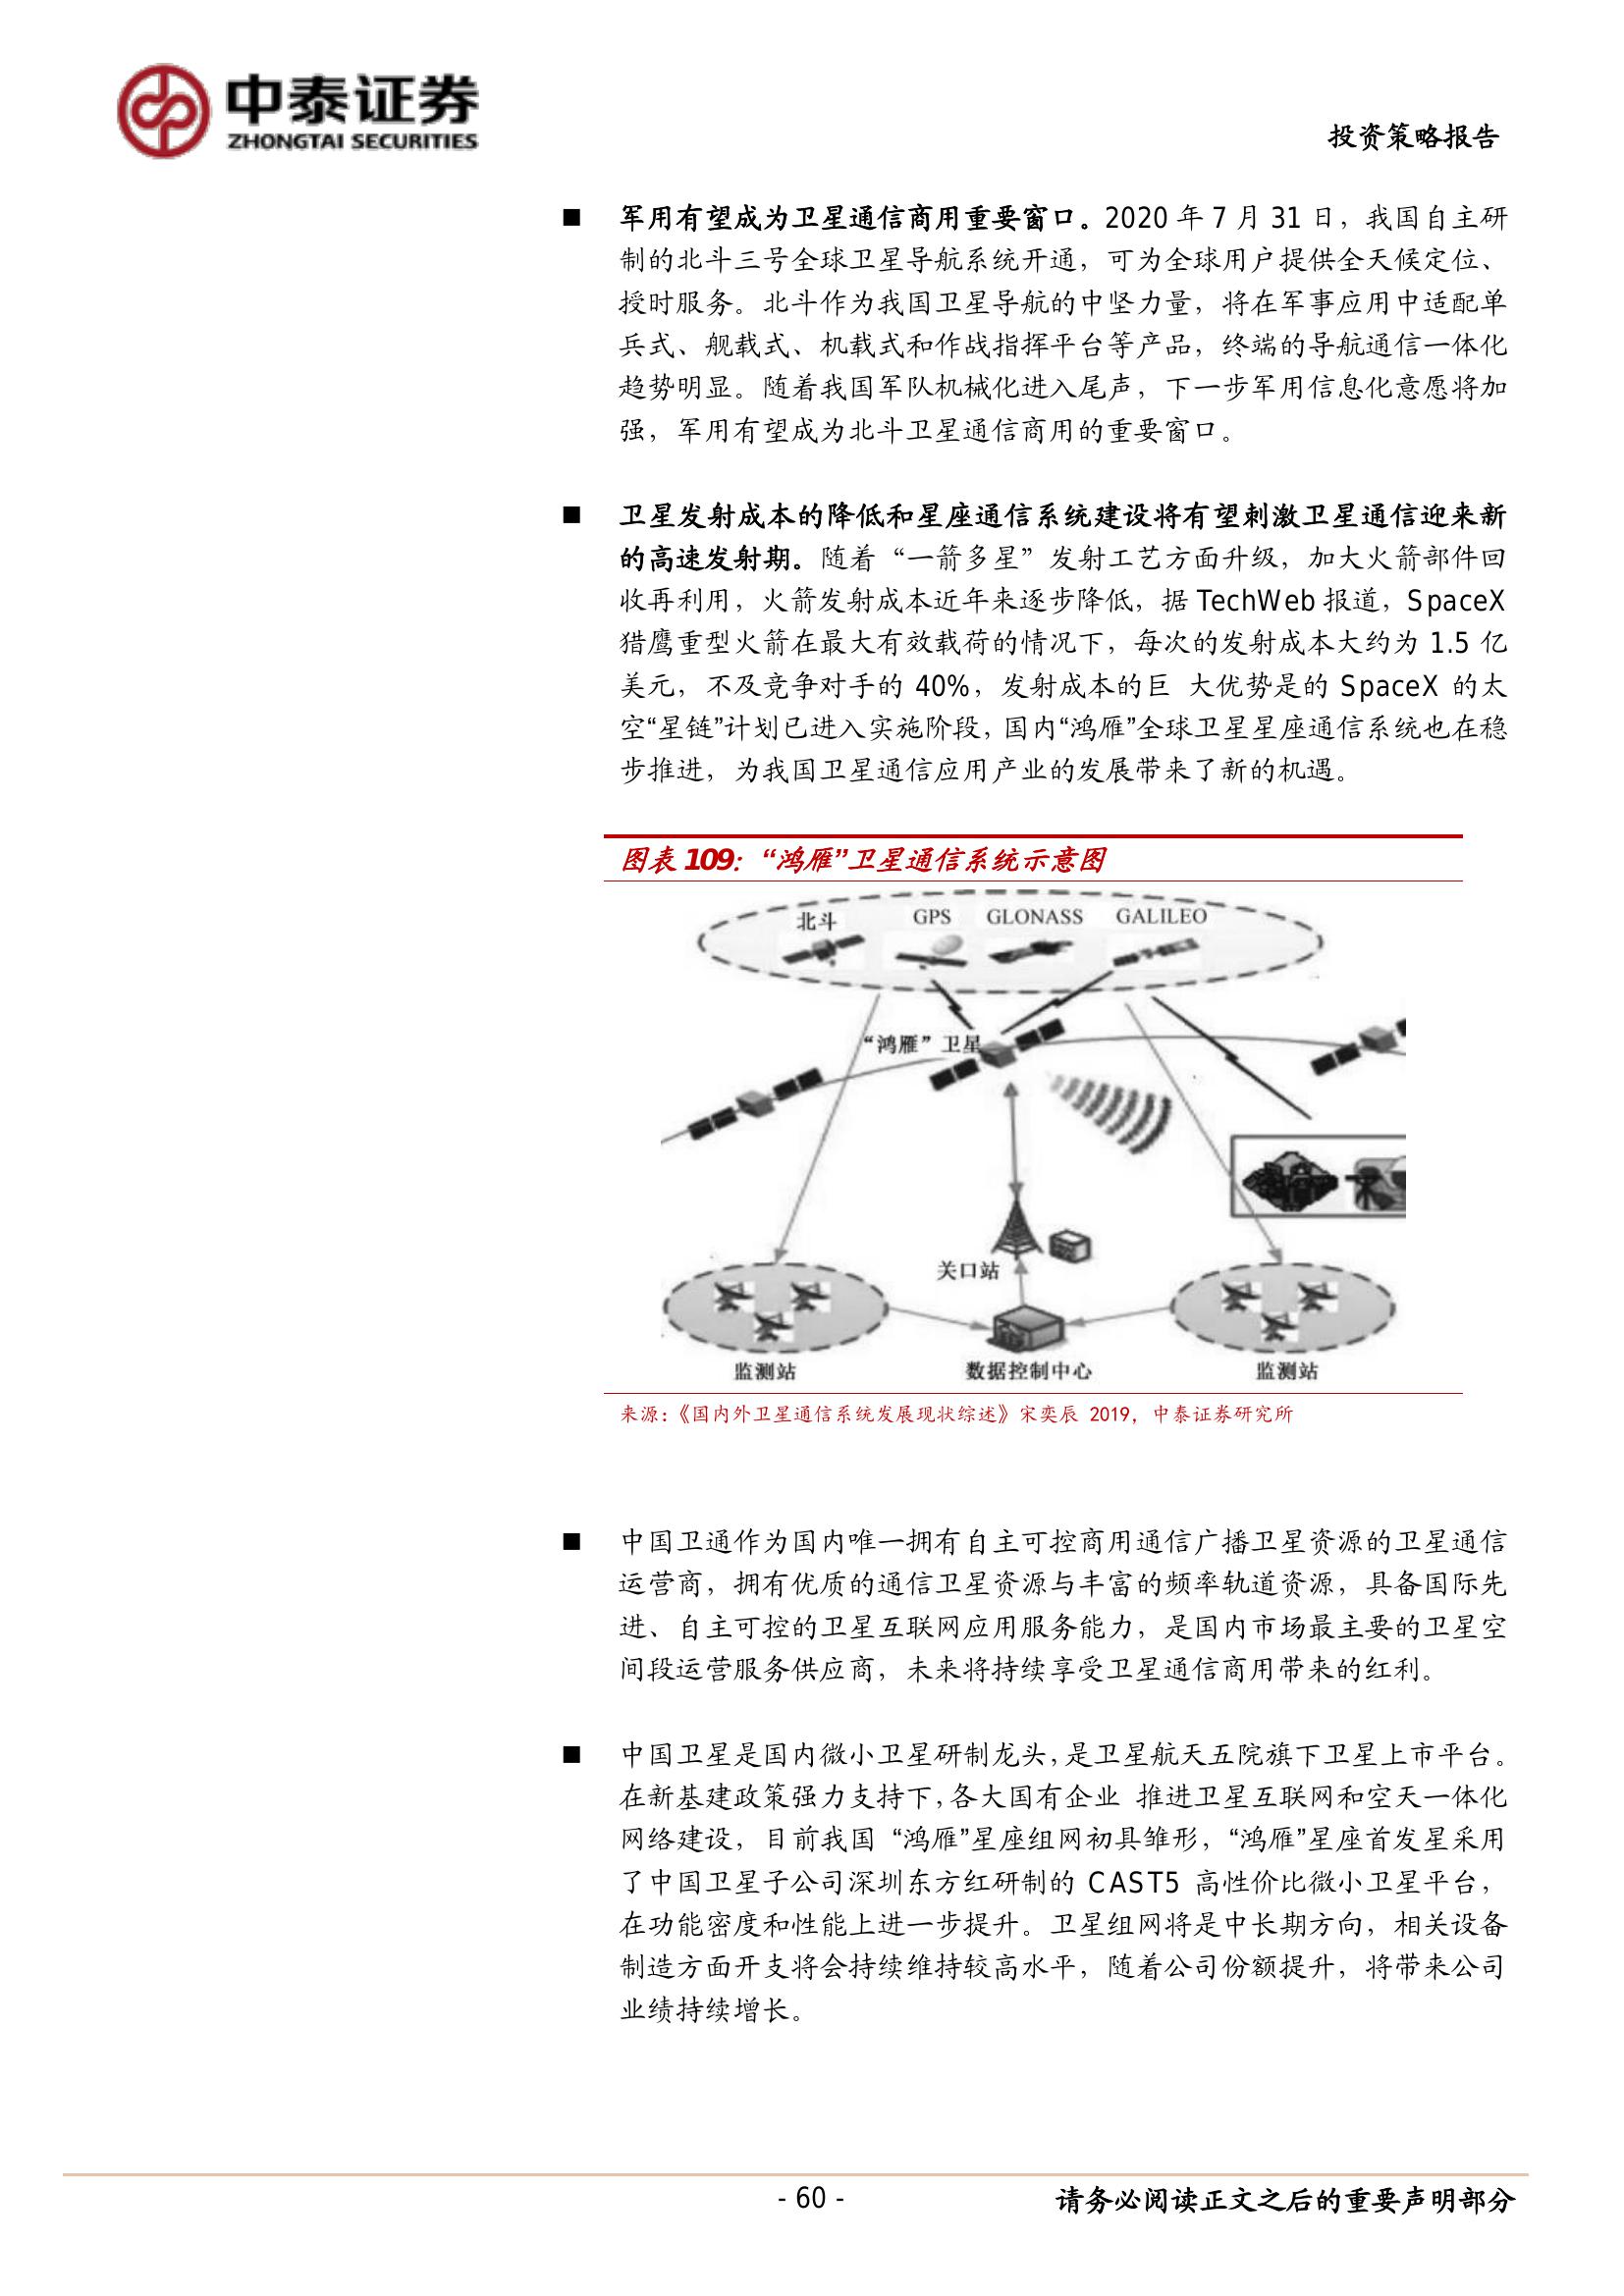 中泰证券
ZHONGTAI SECURITIES
投资策略报告
■ 军用有望成为卫星通信商用重要窗口。2020 年 7 月 31 日，我国自主研
制的北斗三号全球卫星导航系统开通，可为全球用户提供全天候定位、
授时服务。北斗作为我国卫星导航的中坚力量，将在军事应用中适配单
兵式、舰载式、机载式和作战指挥平台等产品，终端的导航通信一体化
趋势明显。随着我国军队机械化进入尾声，下一步军用信息化意愿将加
强，军用有望成为北斗卫星通信商用的重要窗口。
■ 卫星发射成本的降低和星座通信系统建设将有望刺激卫星通信迎来新
的高速发射期。随着“一箭多星”发射工艺方面升级，加大火箭部件回
收再利用，火箭发射成本近年来逐步降低，据 TechWeb 报道，SpaceX
猎鹰重型火箭在最大有效载荷的情况下，每次的发射成本大约为 1.5 亿
美元，不及竞争对手的 40%，发射成本的巨 大优势是的 SpaceX 的太
空“星链”计划已进入实施阶段，国内“鸿雁”全球卫星星座通信系统也在稳
步推进，为我国卫星通信应用产业的发展带来了新的机遇。
图表 109：“鸿雁”卫星通信系统示意图
北斗 GPS GLONASS GALILEO
“鸿雁”卫星
关口站
监测站 数据控制中心 监测站
来源：《国内外卫星通信系统发展现状综述》宋奕辰 2019，中泰证券研究所
■ 中国卫通作为国内唯一拥有自主可控商用通信广播卫星资源的卫星通信
运营商，拥有优质的通信卫星资源与丰富的频率轨道资源，具备国际先
进、自主可控的卫星互联网应用服务能力，是国内市场最主要的卫星空
间段运营服务供应商，未来将持续享受卫星通信商用带来的红利。
■ 中国卫星是国内微小卫星研制龙头，是卫星航天五院旗下卫星上市平台。
在新基建政策强力支持下，各大国有企业 推进卫星互联网和空天一体化
网络建设，目前我国 “鸿雁”星座组网初具雏形，“鸿雁”星座首发星采用
了中国卫星子公司深圳东方红研制的 CAST5 高性价比微小卫星平台，
在功能密度和性能上进一步提升。卫星组网将是中长期方向，相关设备
制造方面开支将会持续维持较高水平，随着公司份额提升，将带来公司
业绩持续增长。
- 60 -
请务必阅读正文之后的重要声明部分